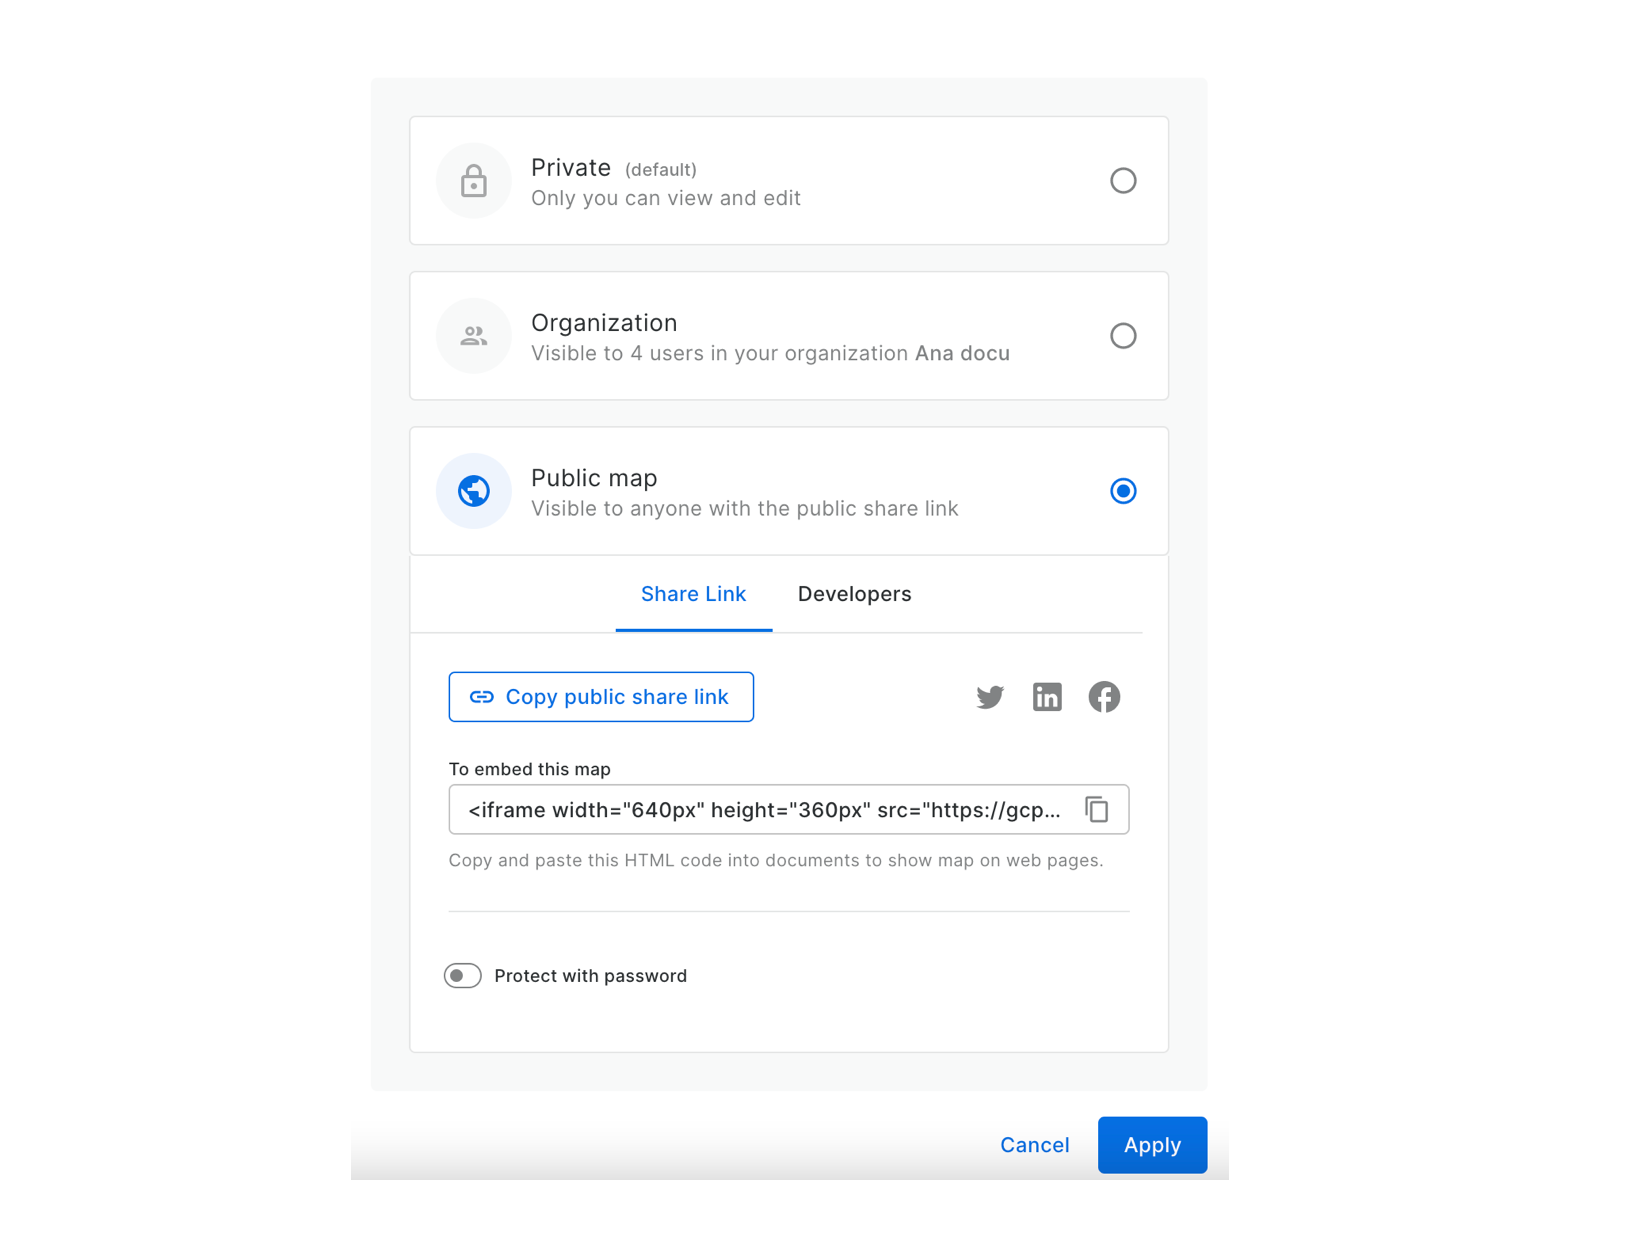 Private (default)
Only you can view and edit
Organization
Visible to 4 users in your organization Ana docu
Public map
Visible to anyone with the public share link
Share Link Developers
Copy public share link
To embed this map
<iframe width="640px" height="360px" src="https://gcp...
Copy and paste this HTML code into documents to show map on web pages.
Protect with password
Cancel Apply